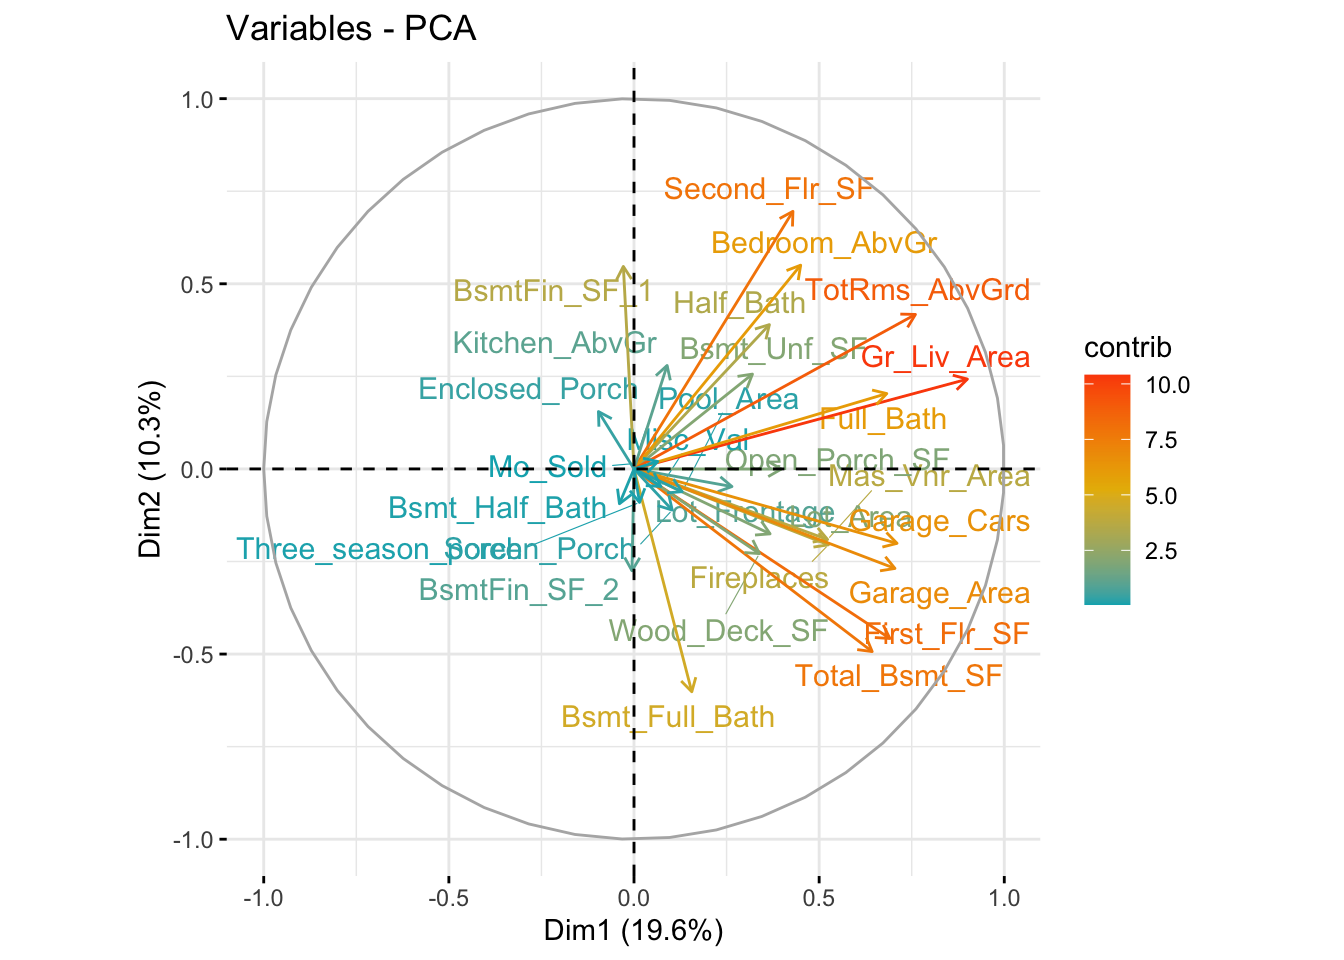 Variables - PCA
1.0
0.5
0.0
-0.5
-1.0
Dim2 (10.3%)
Second_Flr_SF
Bedroom_AbvGr
BsmtFin_SF_1
TotRms_AbvGrd
Half_Bath
Kitchen_AbvGr
Bsmt_Unf_SF
Gr_Liv_Area
Enclosed_Porch
Pool_Area
Full_Bath
Misc_Val
Mo_Sold
Open_Porch_SF
Mas_Vnr_Area
Bsmt_Half_Bath
Lot_Frontage
Lot_Area
Garage_Cars
Three_season_porch
Screen_Porch
BsmtFin_SF_2
Fireplaces
Garage_Area
Wood_Deck_SF
First_Flr_SF
Total_Bsmt_SF
Bsmt_Full_Bath
-1.0
-0.5
0.0
0.5
1.0
Dim1 (19.6%)
contrib
10.0
7.5
5.0
2.5